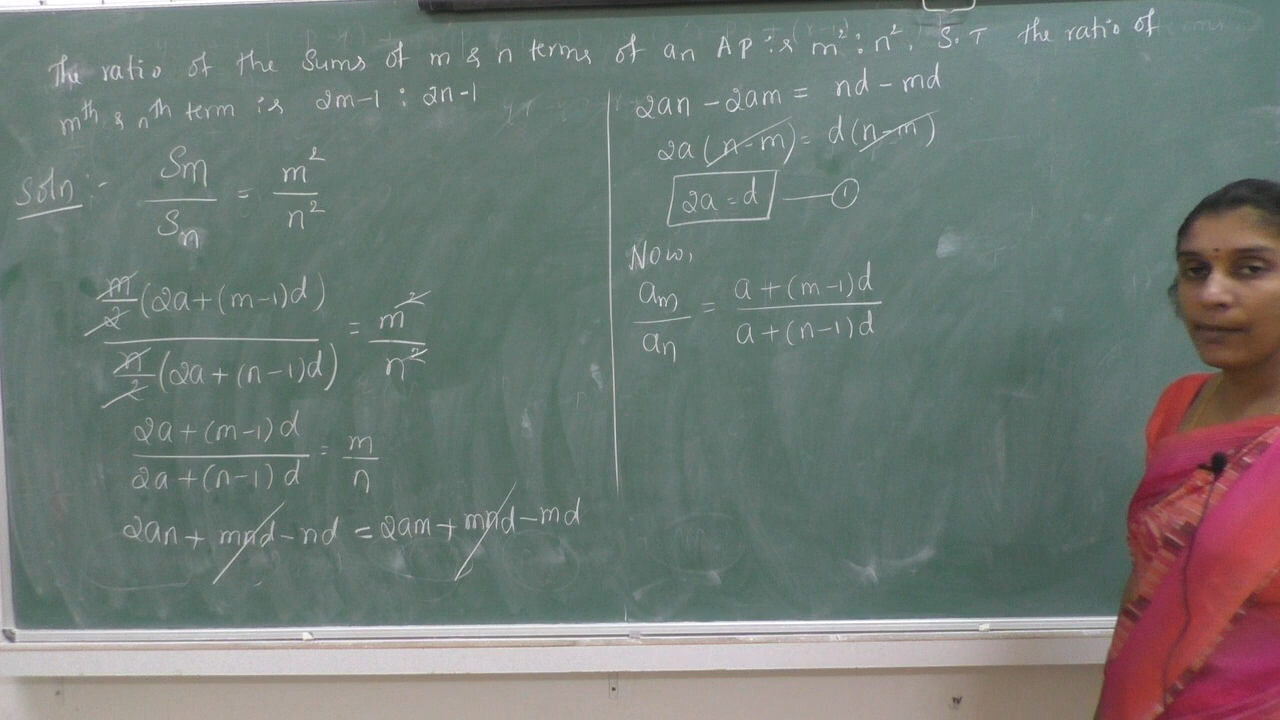 The ratio of the sums of m & n terms of an AP is m² : n². S.T the ratio of
mth & nth term is 2m-1 : 2n-1
Soln :-
Sm/Sn = m²/n²
m/2 (2a+(m-1)d) / n/2 (2a+(n-1)d) = m²/n²
2a+(m-1)d / 2a+(n-1)d = m/n
2an + mnd - nd = 2am + mnd - md
2an - 2am = nd - md
2a (n-m) = d (n-m)
2a = d —— ①
Now,
am/an = a+(m-1)d / a+(n-1)d